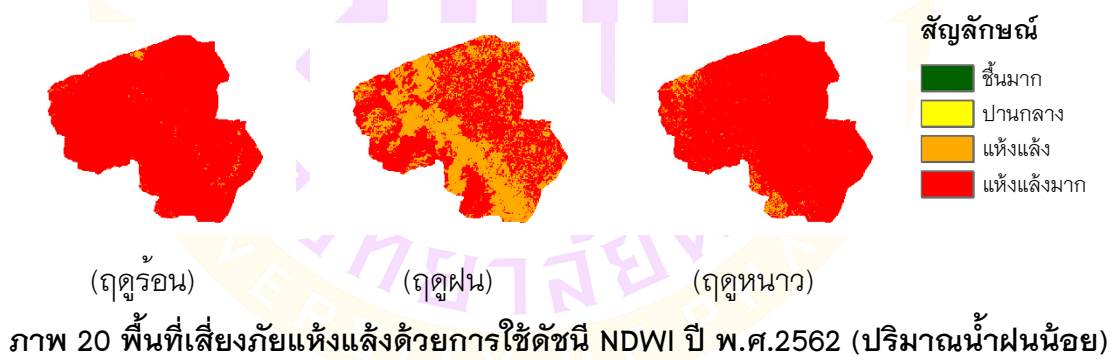 สัญลักษณ์
ชื้นมาก
ปานกลาง
แห้งแล้ง
แห้งแล้งมาก
(ฤดูร้อน) (ฤดูฝน) (ฤดูหนาว)
ภาพ 20 พื้นที่เสี่ยงภัยแห้งแล้งด้วยการใช้ดัชนี NDWI ปี พ.ศ.2562 (ปริมาณน้ำฝนน้อย)